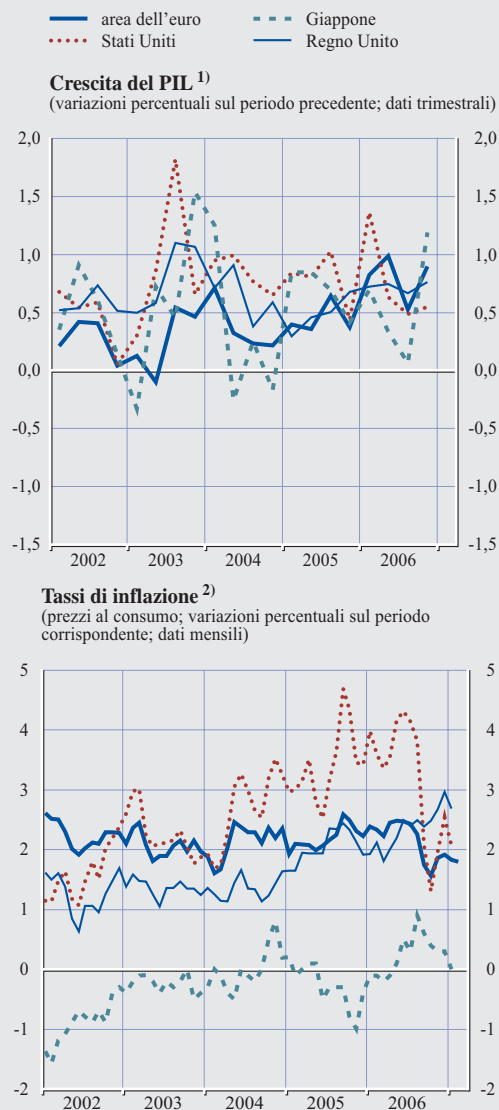 area dell'euro
Giappone
Stati Uniti
Regno Unito
Crescita del PIL 1)
(variazioni percentuali sul periodo precedente; dati trimestrali)
2,0 2,0
1,5 1,5
1,0 1,0
0,5 0,5
0,0 0,0
-0,5 -0,5
-1,0 -1,0
-1,5 -1,5
2002 2003 2004 2005 2006
Tassi di inflazione 2)
(prezzi al consumo; variazioni percentuali sul periodo
corrispondente; dati mensili)
5 5
4 4
3 3
2 2
1 1
0 0
-1 -1
-2 -2
2002 2003 2004 2005 2006